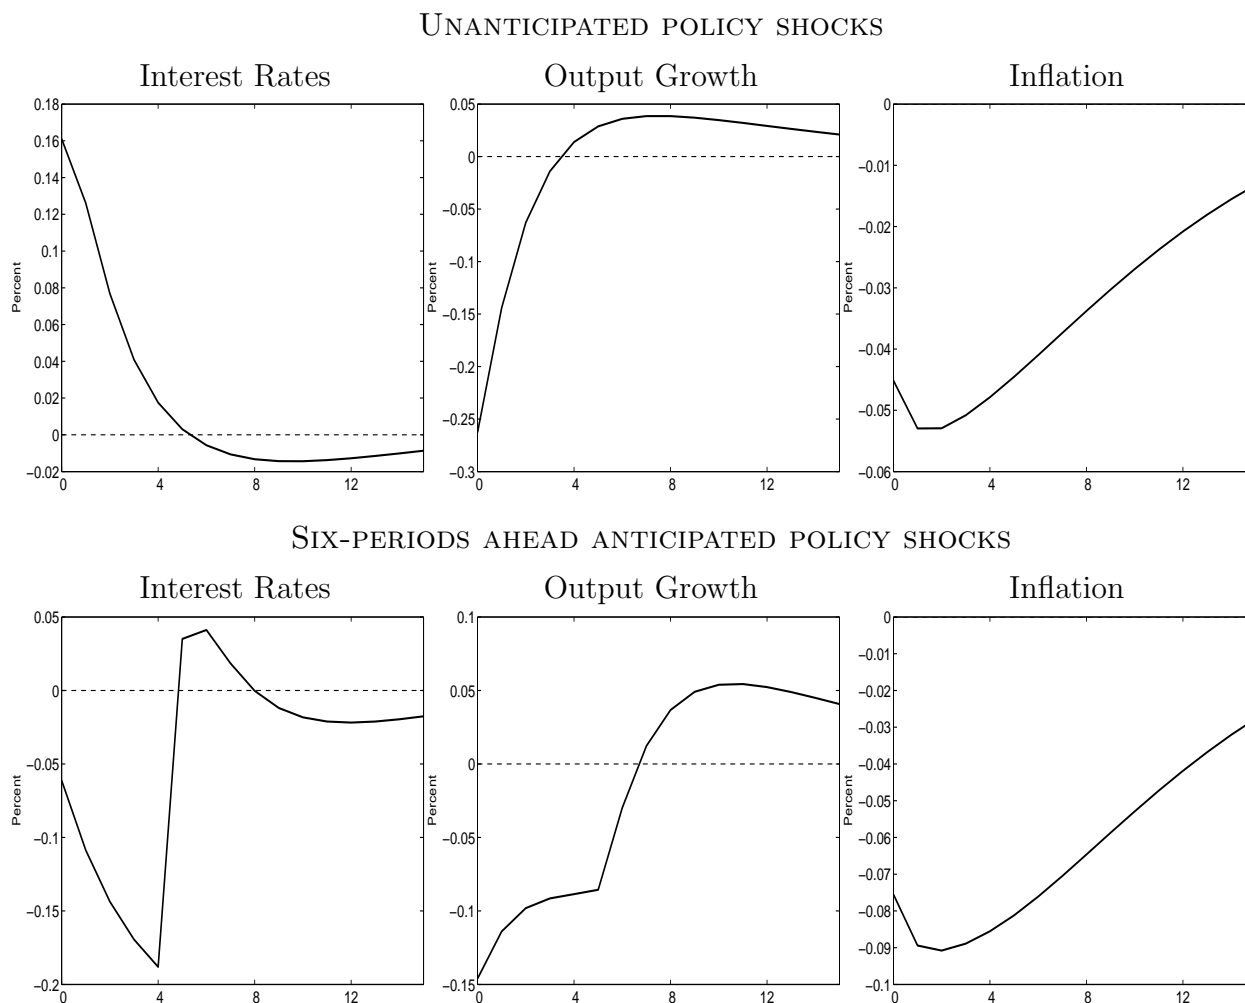 UNANTICIPATED POLICY SHOCKS
Interest Rates
Output Growth
Inflation
0.18
0.16
0.14
0.12
0.1
0.08
0.06
0.04
0.02
0
−0.02
Percent
0 4 8 12
0.05
0
−0.05
−0.1
−0.15
−0.2
−0.25
−0.3
Percent
0 4 8 12
0
−0.01
−0.02
−0.03
−0.04
−0.05
−0.06
Percent
0 4 8 12
SIX-PERIODS AHEAD ANTICIPATED POLICY SHOCKS
Interest Rates
Output Growth
Inflation
0.05
0
−0.05
−0.1
−0.15
−0.2
Percent
0 4 8 12
0.1
0.05
0
−0.05
−0.1
−0.15
Percent
0 4 8 12
0
−0.01
−0.02
−0.03
−0.04
−0.05
−0.06
−0.07
−0.08
−0.09
−0.1
Percent
0 4 8 12